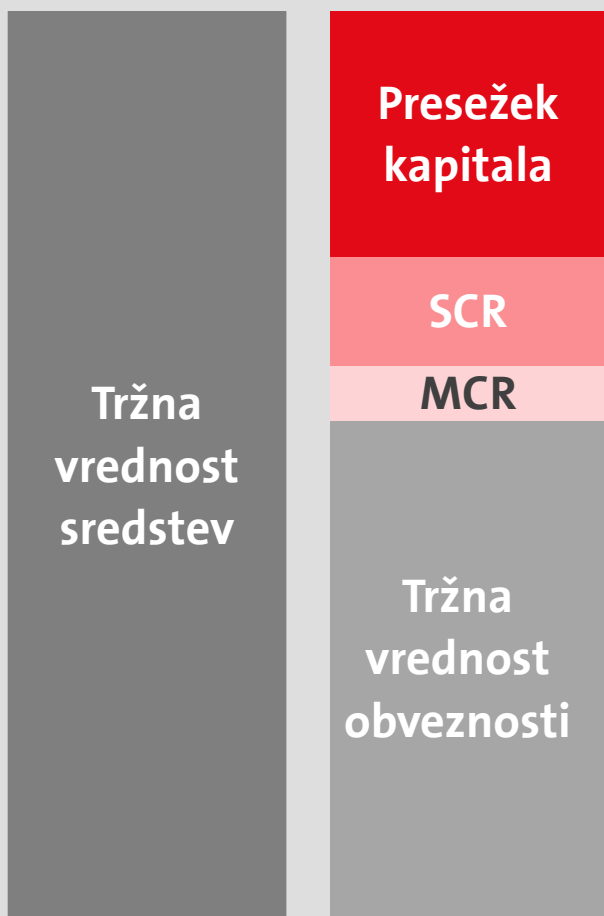 Tržna
vrednost
sredstev
Presežek
kapitala
SCR
MCR
Tržna
vrednost
obveznosti